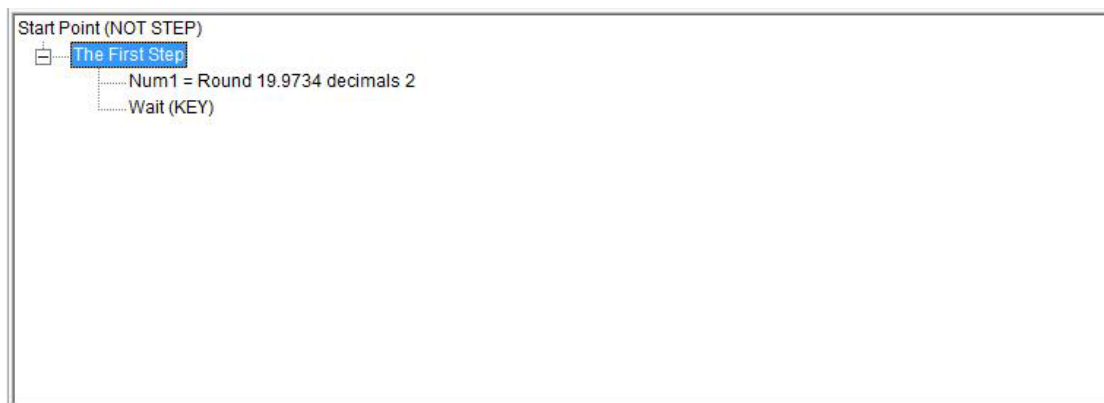 Start Point (NOT STEP)
The First Step
Num1 = Round 19.9734 decimals 2
Wait (KEY)